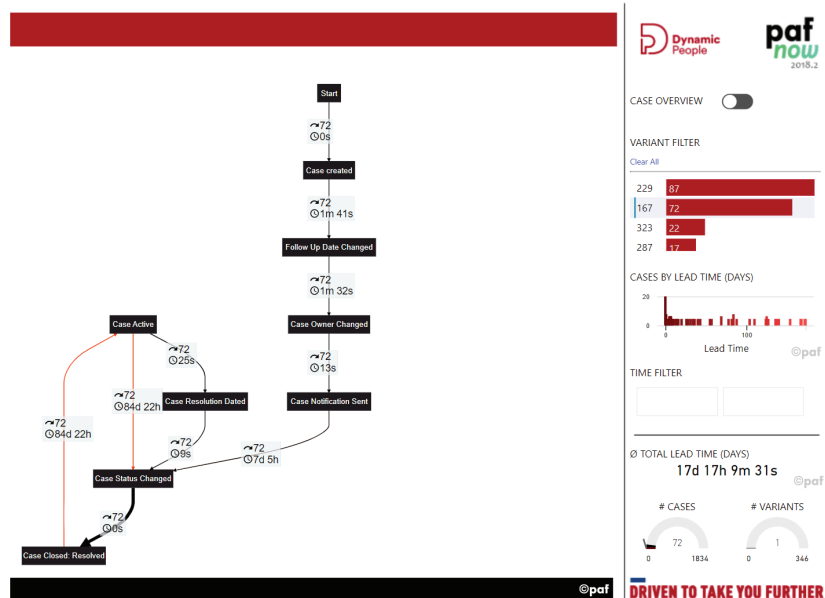 Dynamic
People
paf
now
2018.2
Start
72
0s
Case created
72
1m 41s
Follow Up Date Changed
72
1m 32s
Case Owner Changed
72
13s
Case Notification Sent
Case Active
72
25s
72
84d 22h
Case Resolution Dated
72
84d 22h
72
9s
72
7d 5h
Case Status Changed
72
0s
Case Closed: Resolved
©paf
CASE OVERVIEW
VARIANT FILTER
Clear All
229 87
167 72
323 22
287 17
CASES BY LEAD TIME (DAYS)
20
0
0 100
Lead Time
©paf
TIME FILTER
Ø TOTAL LEAD TIME (DAYS)
17d 17h 9m 31s
©paf
# CASES # VARIANTS
72 1
0 1834 0 346
DRIVEN TO TAKE YOU FURTHER